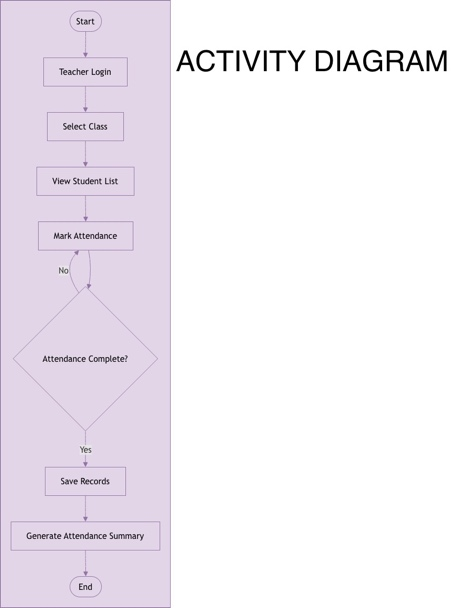 Start
ACTIVITY DIAGRAM
Teacher Login
Select Class
View Student List
Mark Attendance
No
Attendance Complete?
Yes
Save Records
Generate Attendance Summary
End